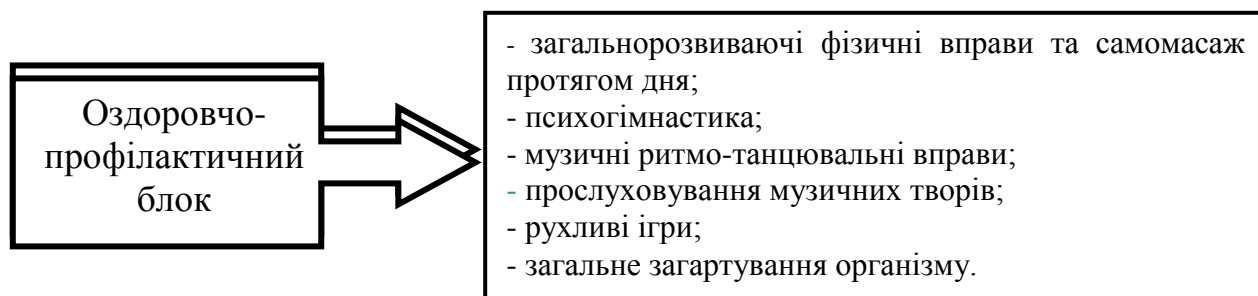 Оздоровчо-
профілактичний
блок
- загальнорозвиваючі фізичні вправи та самомасаж
протягом дня;
- психогімнастика;
- музичні ритмо-танцювальні вправи;
- прослуховування музичних творів;
- рухливі ігри;
- загальне загартування організму.